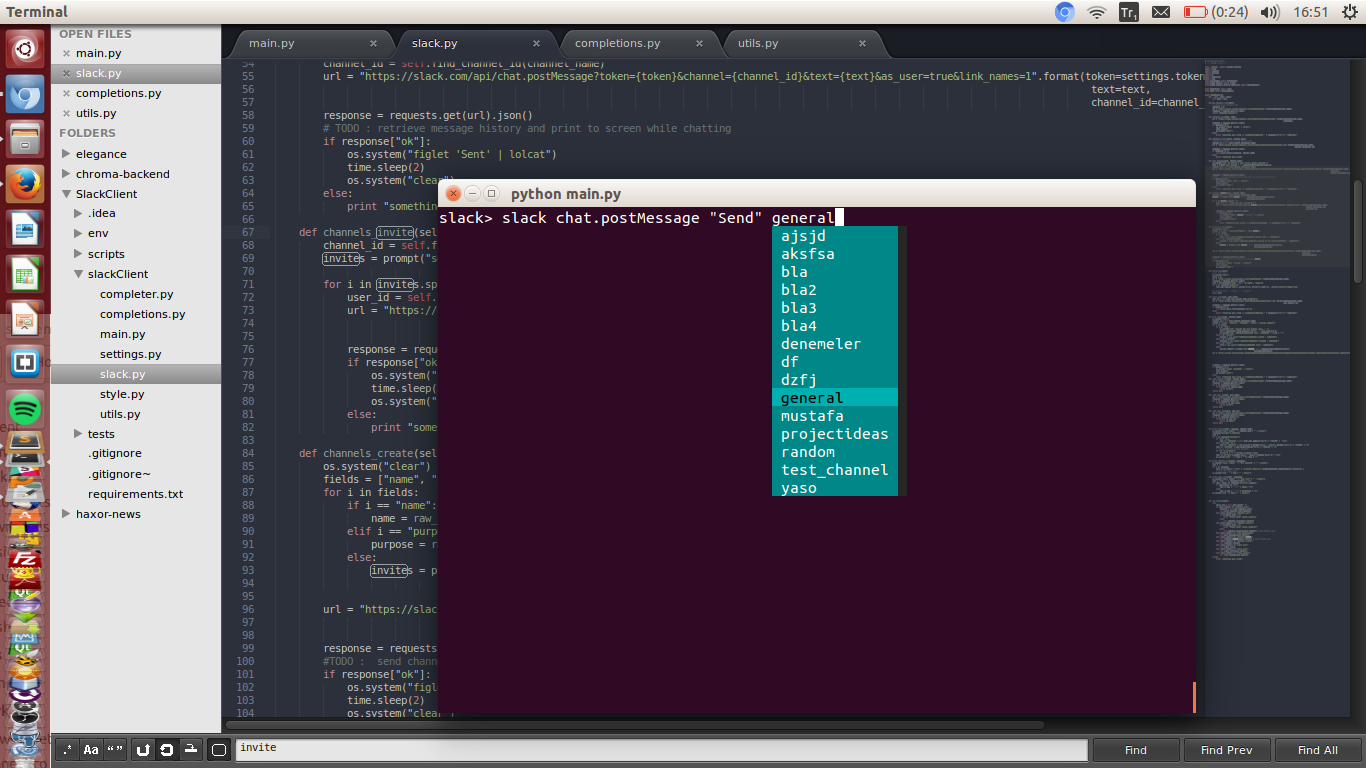 Terminal
Tr1
(0:24)
16:51
OPEN FILES
main.py
slack.py
completions.py
utils.py
FOLDERS
elegance
chroma-backend
SlackClient
.idea
env
scripts
slackClient
completer.py
completions.py
main.py
settings.py
slack.py
style.py
utils.py
tests
.gitignore
.gitignore~
requirements.txt
haxor-news
main.py
slack.py
completions.py
utils.py
54 channel_id = self.find_channel_id(channel_name)
55 url = "https://slack.com/api/chat.postMessage?token={token}&channel={channel_id}&text={text}&as_user=true&link_names=1".format(token=settings.token
56 text=text,
57 channel_id=channel_
58 response = requests.get(url).json()
59 # TODO : retrieve message history and print to screen while chatting
60 if response["ok"]:
61 os.system("figlet 'Sent' | lolcat")
62 time.sleep(2)
63 os.system("clear")
64 else:
65 print "somethin
66
67 def channels_invite(sel
68 channel_id = self.f
69 invites = prompt("s
70
71 for i in invites.sp
72 user_id = self.
73 url = "https://
74
75
76 response = requ
77 if response["ok
78 os.system("
79 time.sleep(
80 os.system("
81 else:
82 print "some
83
84 def channels_create(sel
85 os.system("clear")
86 fields = ["name", "
87 for i in fields:
88 if i == "name":
89 name = raw_
90 elif i == "purp
91 purpose = r
92 else:
93 invites = p
94
95
96 url = "https://slac
97
98
99 response = requests
100 #TODO : send chann
101 if response["ok"]:
102 os.system("figl
103 time.sleep(2)
104 os.system("clear")
python main.py
slack> slack chat.postMessage "Send" general
ajsjd
aksfsa
bla
bla2
bla3
bla4
denemeler
df
dzfj
general
mustafa
projectideas
random
test_channel
yaso
.*
Aa
“ ”
invite
Find
Find Prev
Find All